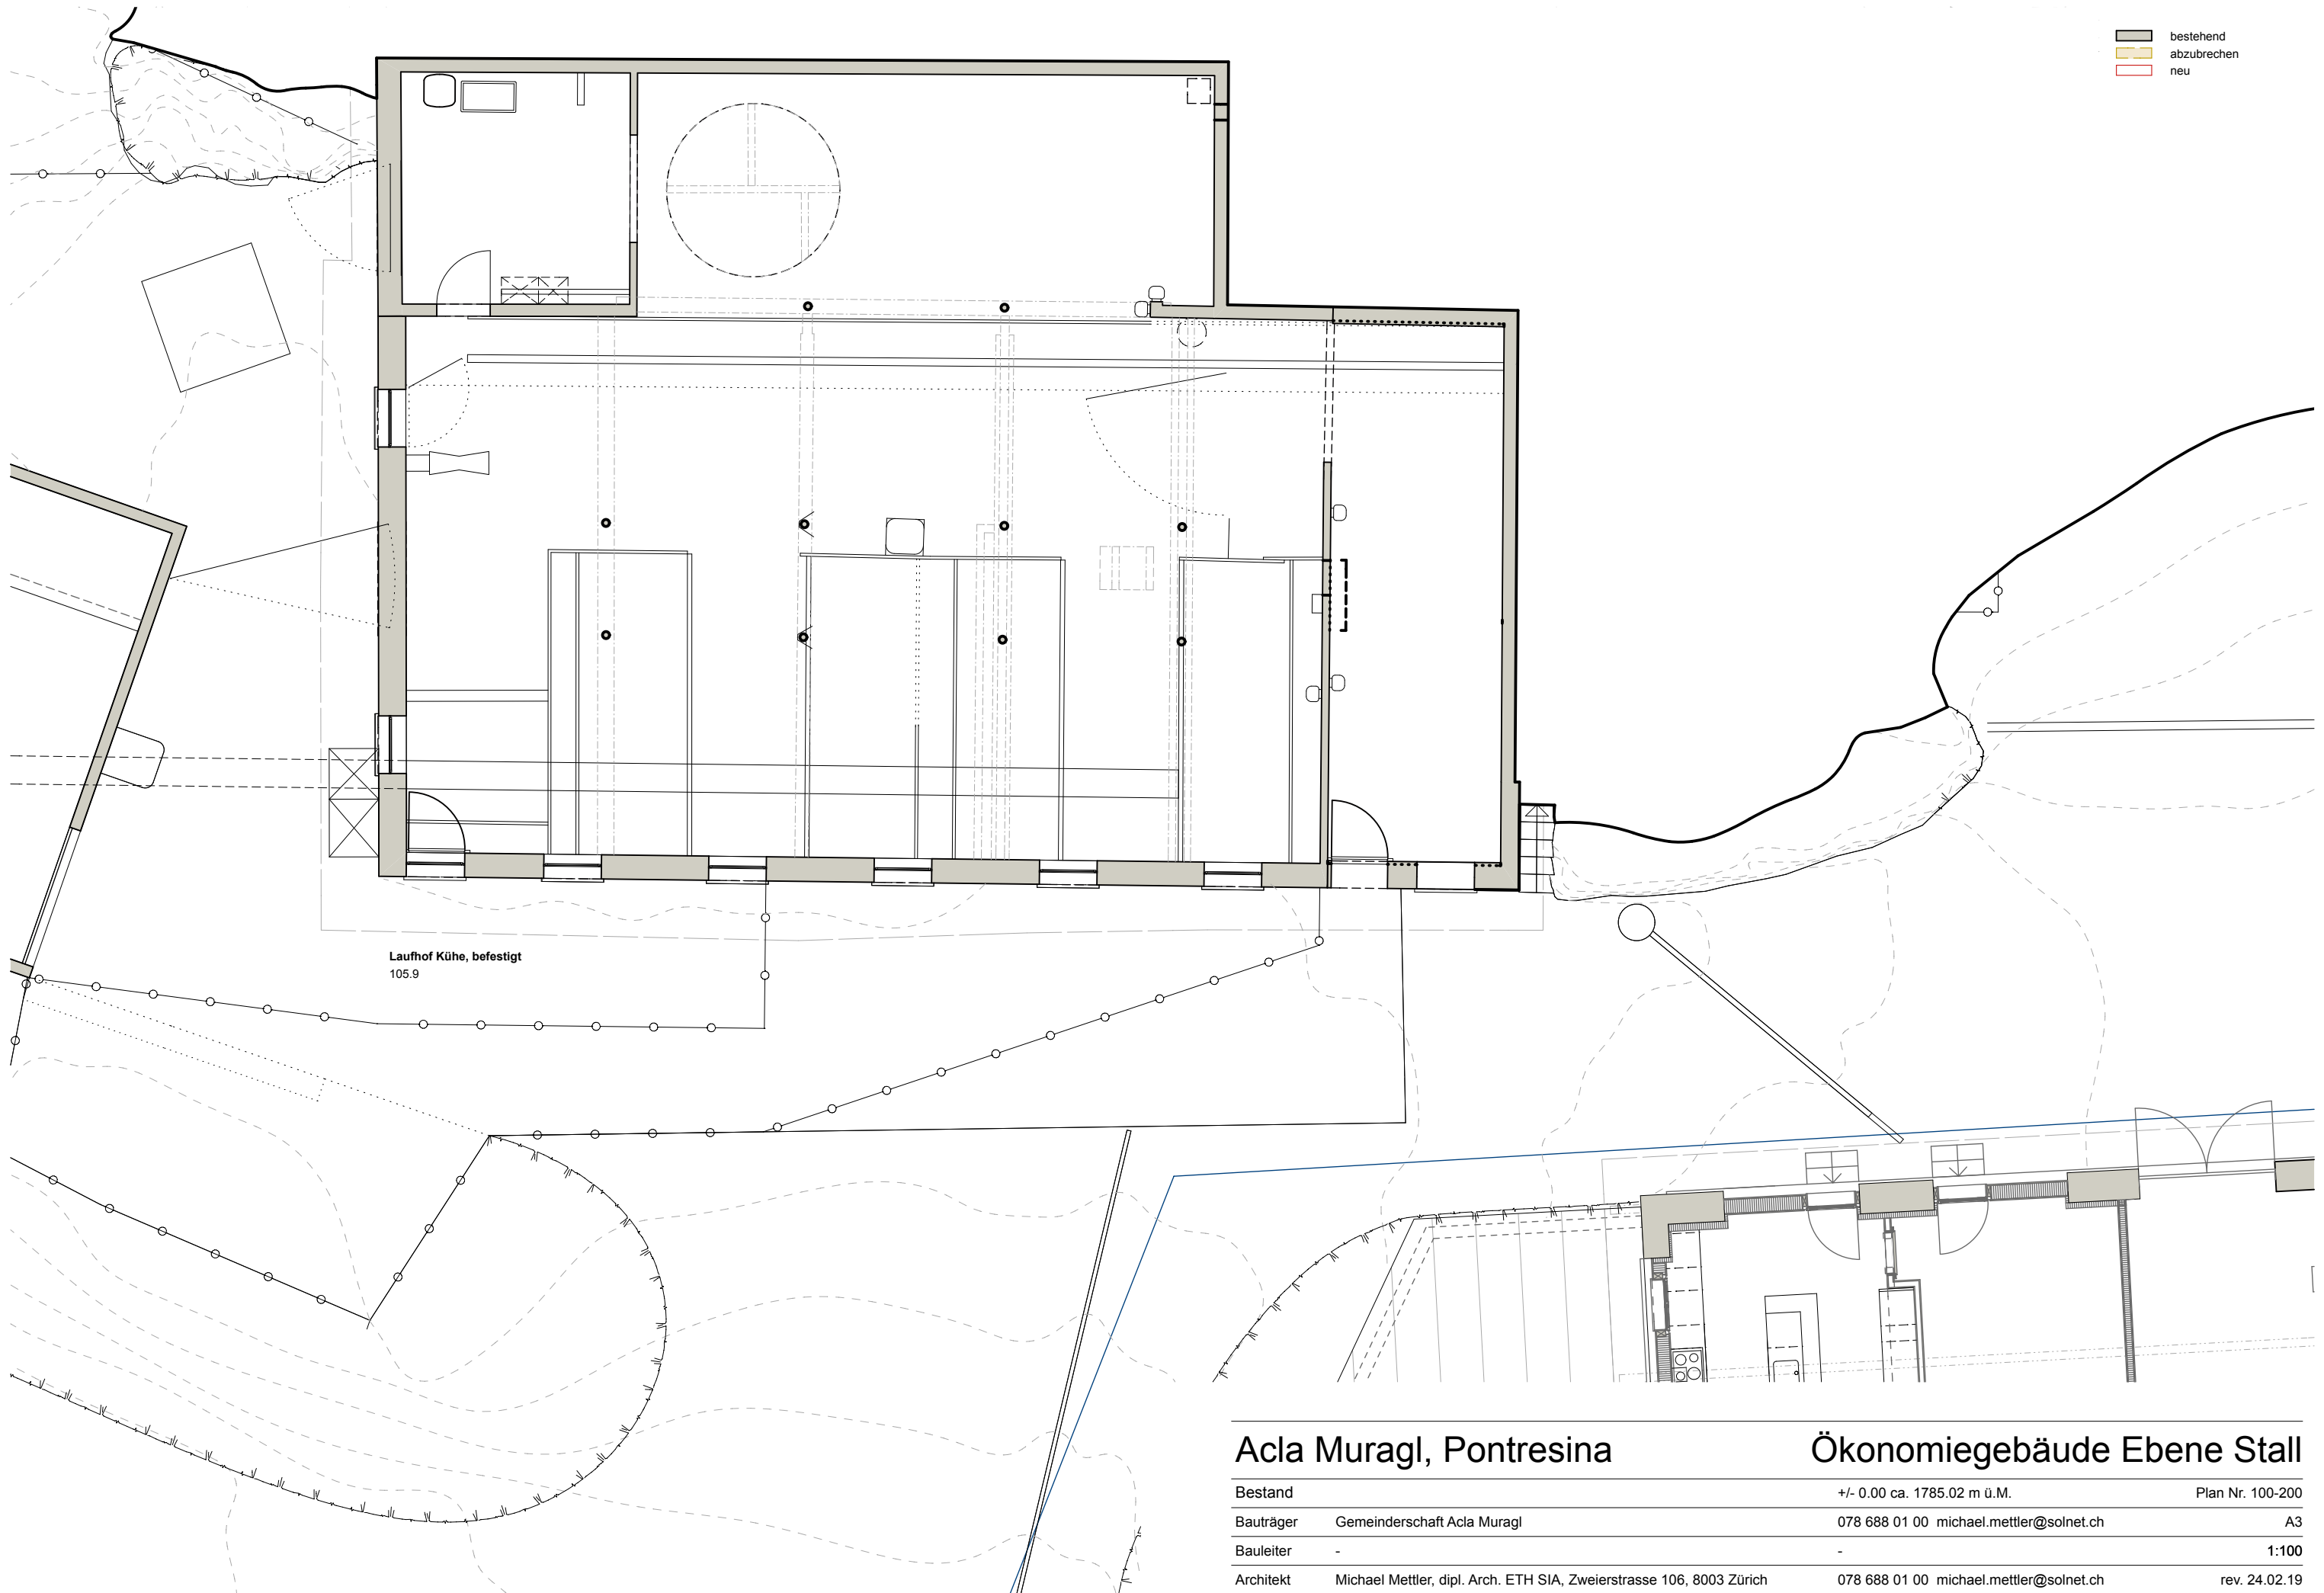 bestehend
abzubrechen
neu
Laufhof Kühe, befestigt
105.9
Acla Muragl, Pontresina Ökonomiegebäude Ebene Stall
Bestand +/- 0.00 ca. 1785.02 m ü.M. Plan Nr. 100-200
Bauträger Gemeinderschaft Acla Muragl 078 688 01 00 michael.mettler@solnet.ch A3
Bauleiter - - 1:100
Architekt Michael Mettler, dipl. Arch. ETH SIA, Zweierstrasse 106, 8003 Zürich 078 688 01 00 michael.mettler@solnet.ch rev. 24.02.19